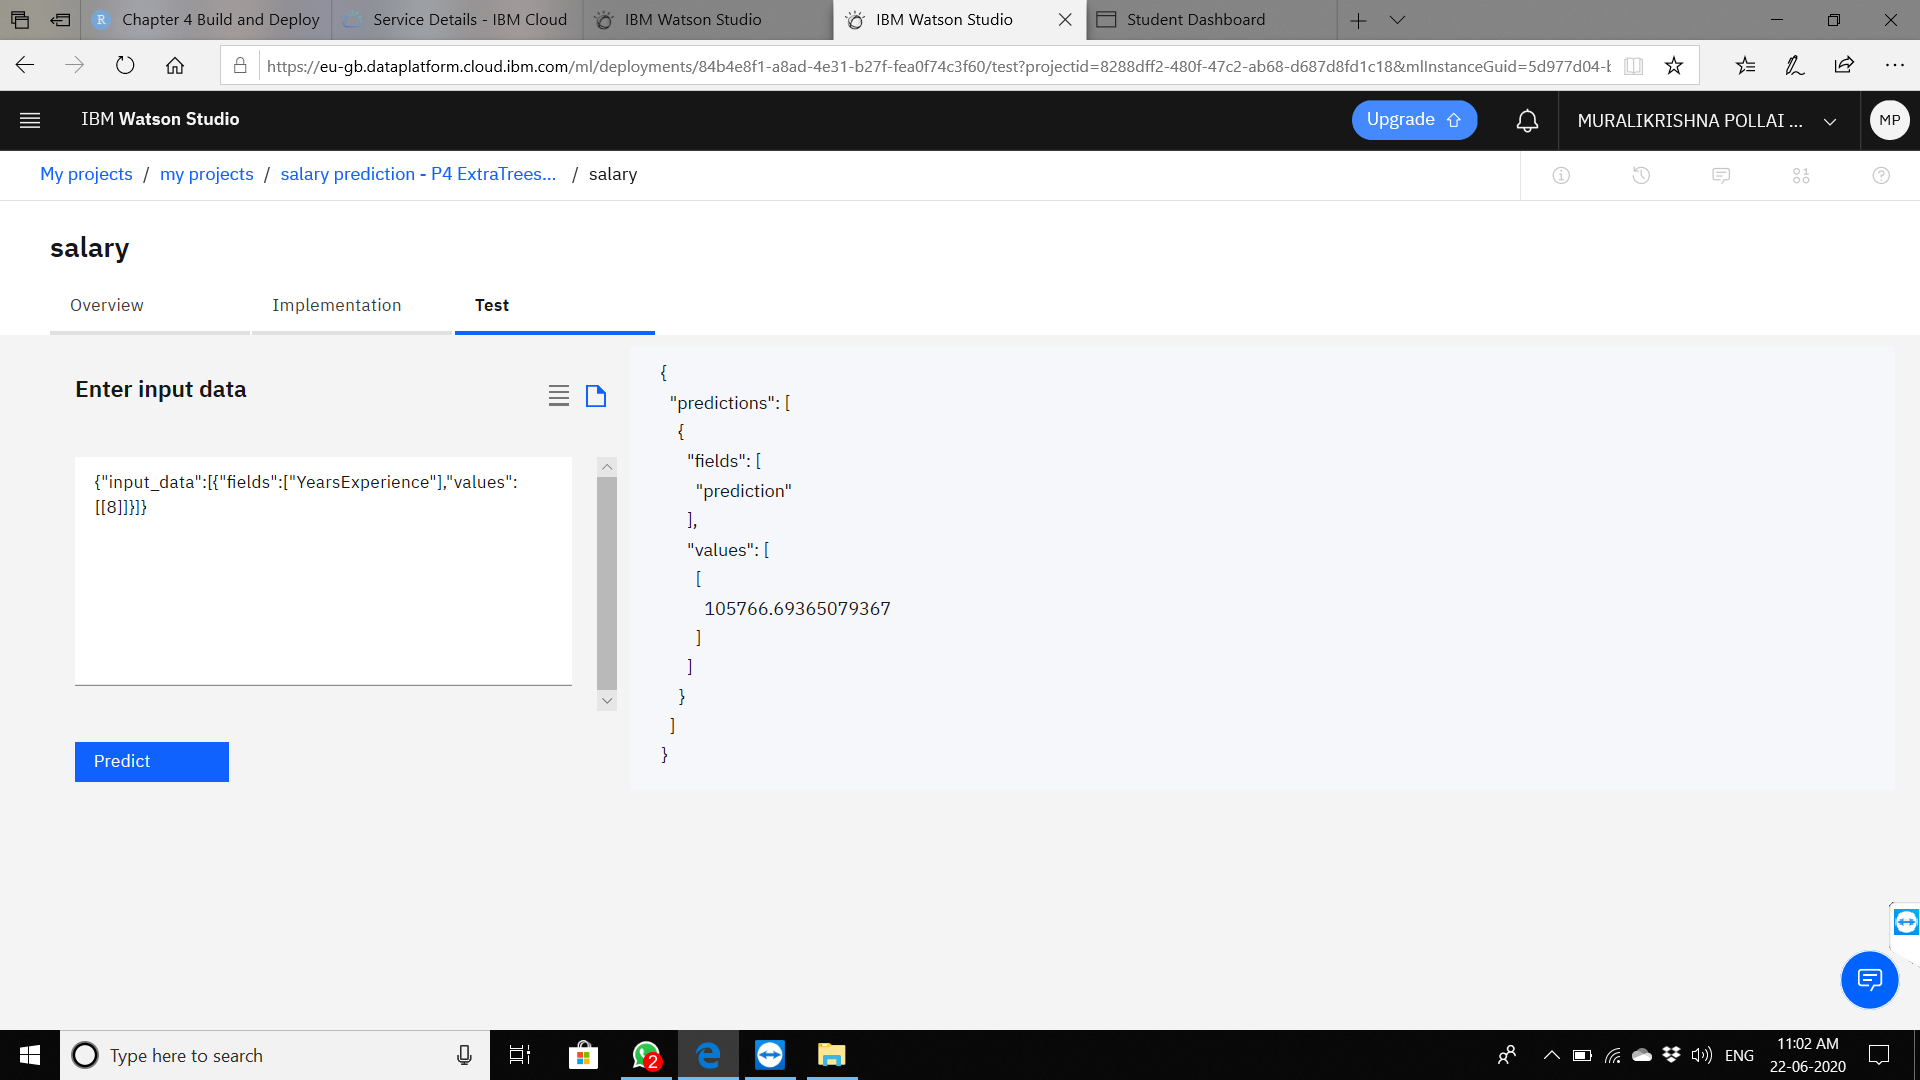 Chapter 4 Build and Deploy
Service Details - IBM Cloud
IBM Watson Studio
IBM Watson Studio
Student Dashboard
https://eu-gb.dataplatform.cloud.ibm.com/ml/deployments/84b4e8f1-a8ad-4e31-b27f-fea0f74c3f60/test?projectid=8288dff2-480f-47c2-ab68-d687d8fd1c18&mlInstanceGuid=5d977d04-b
IBM Watson Studio
Upgrade
MURALIKRISHNA POLLAI ...
MP
My projects / my projects / salary prediction - P4 ExtraTrees... / salary
salary
Overview
Implementation
Test
Enter input data
{"input_data":[{"fields":["YearsExperience"],"values":
[[8]]}]}
Predict
{
"predictions": [
{
"fields": [
"prediction"
],
"values": [
[
105766.69365079367
]
]
}
]
}
Type here to search
2
ENG
11:02 AM
22-06-2020